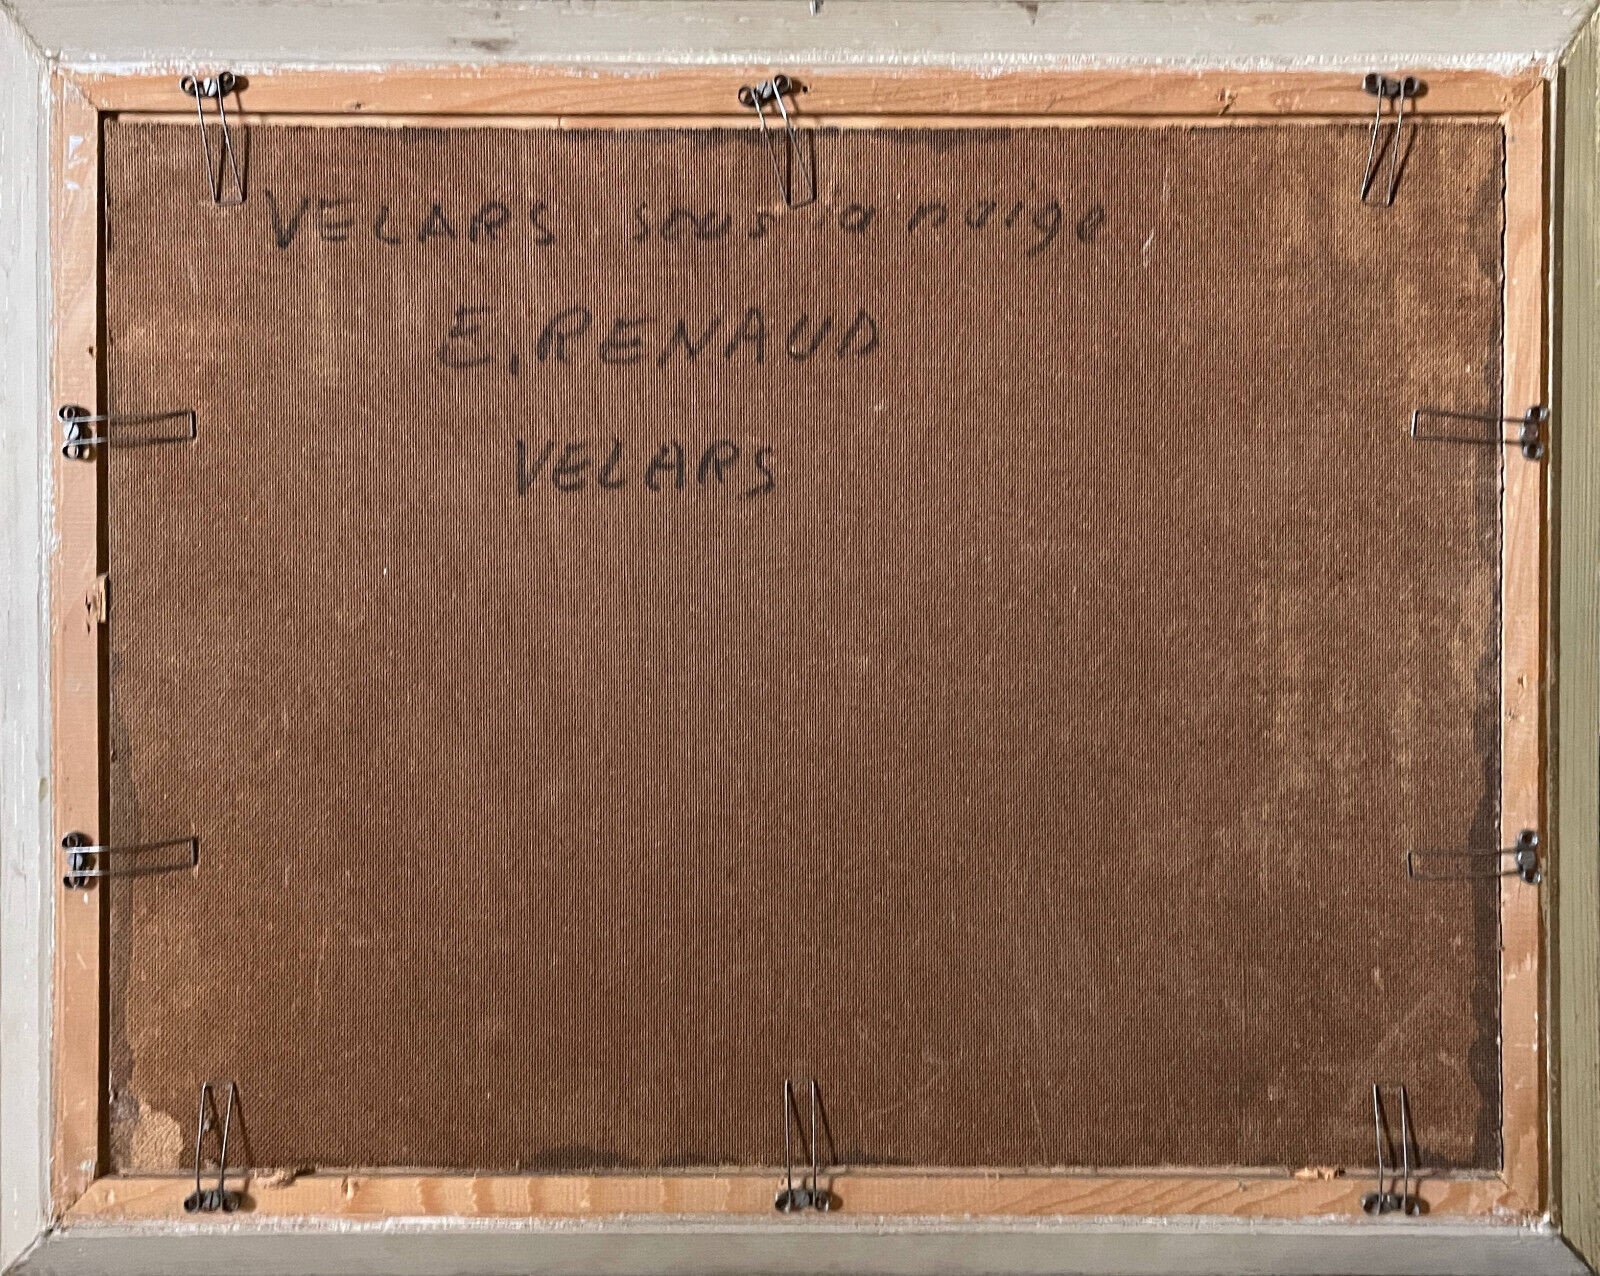 VELARS sous la neige
E. RENAUD
VELARS